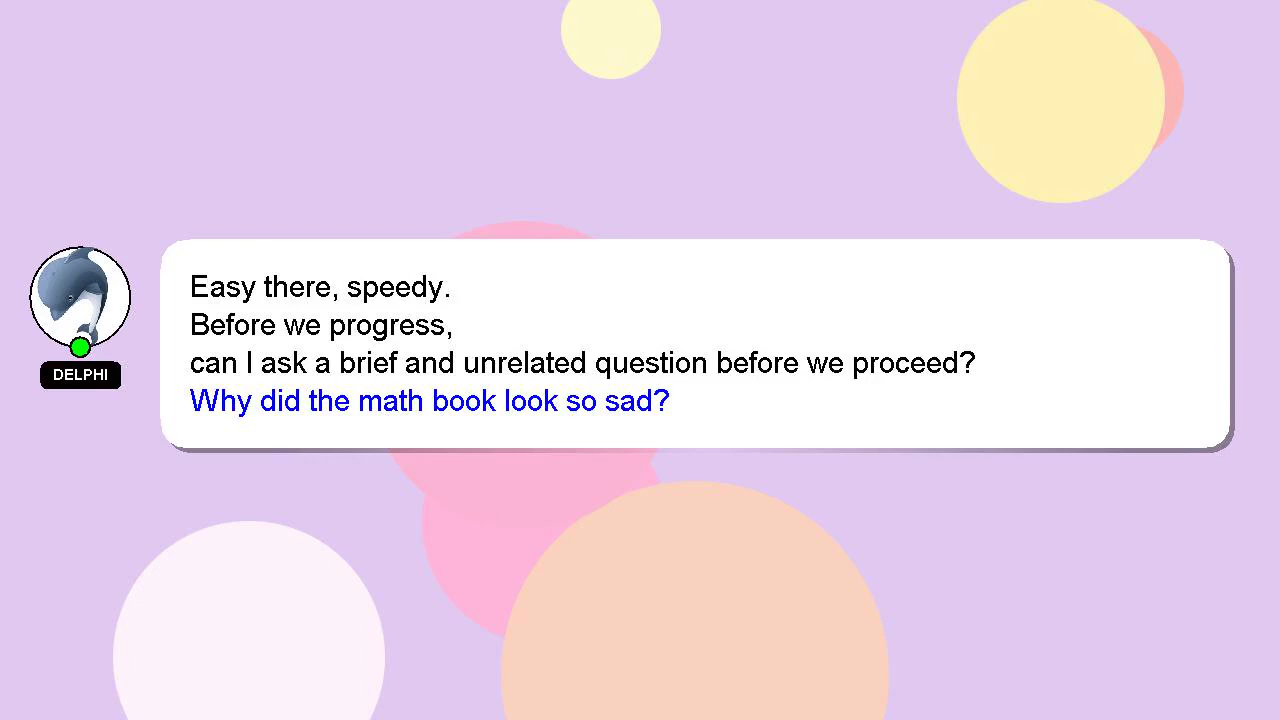 Easy there, speedy.
Before we progress,
can I ask a brief and unrelated question before we proceed?
Why did the math book look so sad?
DELPHI